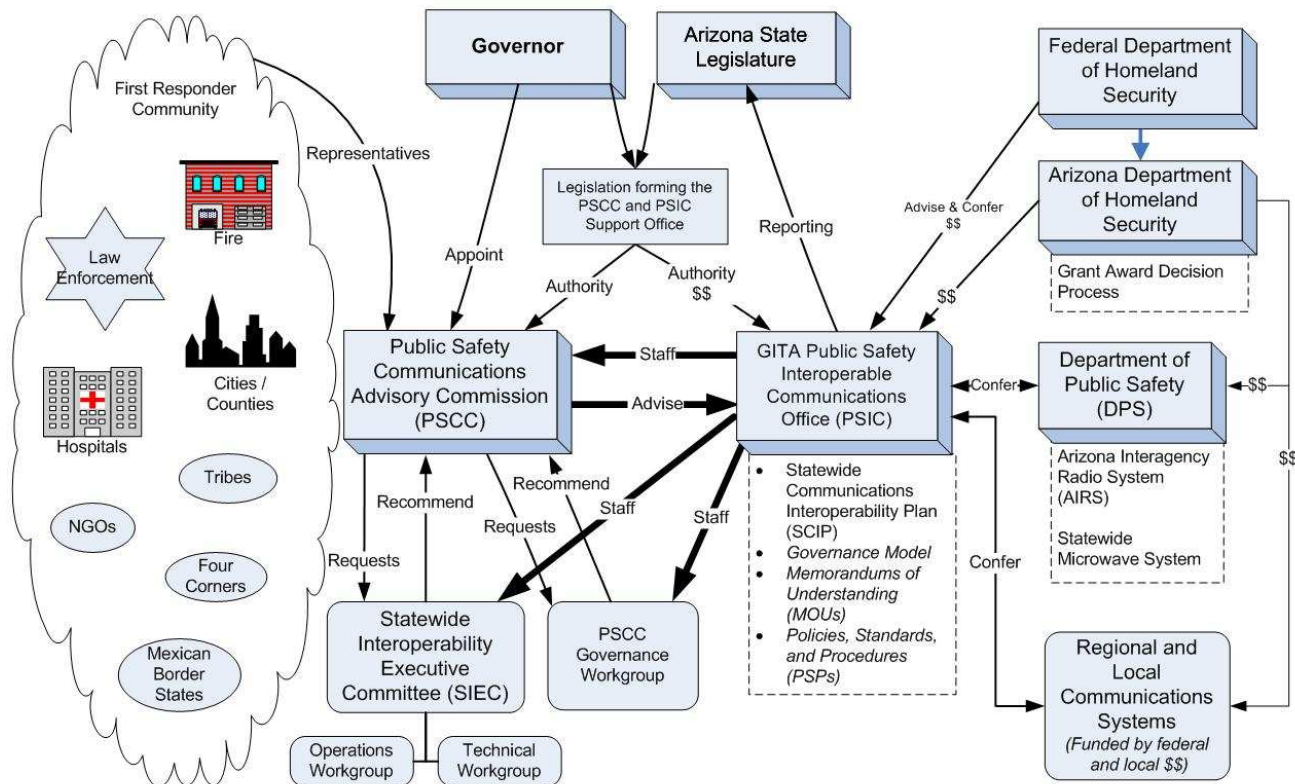 First Responder
Community
Fire
Law
Enforcement
Cities /
Counties
Hospitals
Tribes
NGOs
Four
Corners
Mexican
Border
States
Representatives
Governor
Arizona State
Legislature
Legislation forming the
PSCC and PSIC
Support Office
Appoint
Authority
Authority
$$
Reporting
Federal Department
of Homeland
Security
Arizona Department
of Homeland
Security
Grant Award Decision
Process
Advise & Confer
$$
$$
Public Safety
Communications
Advisory Commission
(PSCC)
Staff
Advise
GITA Public Safety
Interoperable
Communications
Office (PSIC)
• Statewide
Communications
Interoperability Plan
(SCIP)
• Governance Model
• Memorandums of
Understanding
(MOUs)
• Policies, Standards,
and Procedures
(PSPs)
Confer
Department of
Public Safety
(DPS)
Arizona Interagency
Radio System
(AIRS)
Statewide
Microwave System
$$
$$
Confer
Regional and
Local
Communications
Systems
(Funded by federal
and local $$)
Requests
Recommend
Requests
Recommend
Staff
Staff
Statewide
Interoperability
Executive
Committee (SIEC)
PSCC
Governance
Workgroup
Operations
Workgroup
Technical
Workgroup